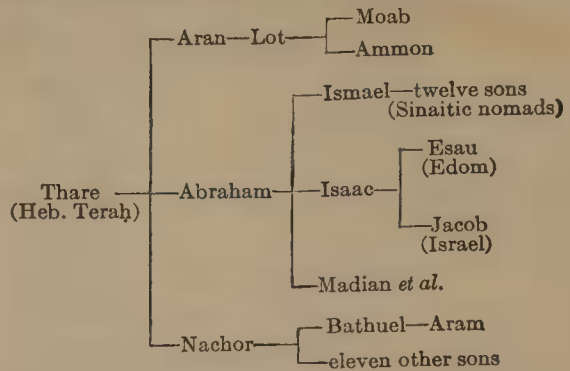 Moab
Aran—Lot
Ammon
Ismael—twelve sons
(Sinaitic nomads)
Esau
(Edom)
Thare
(Heb. Teraḥ)
Abraham
Isaac
Jacob
(Israel)
Madian et al.
Bathuel—Aram
Nachor
eleven other sons